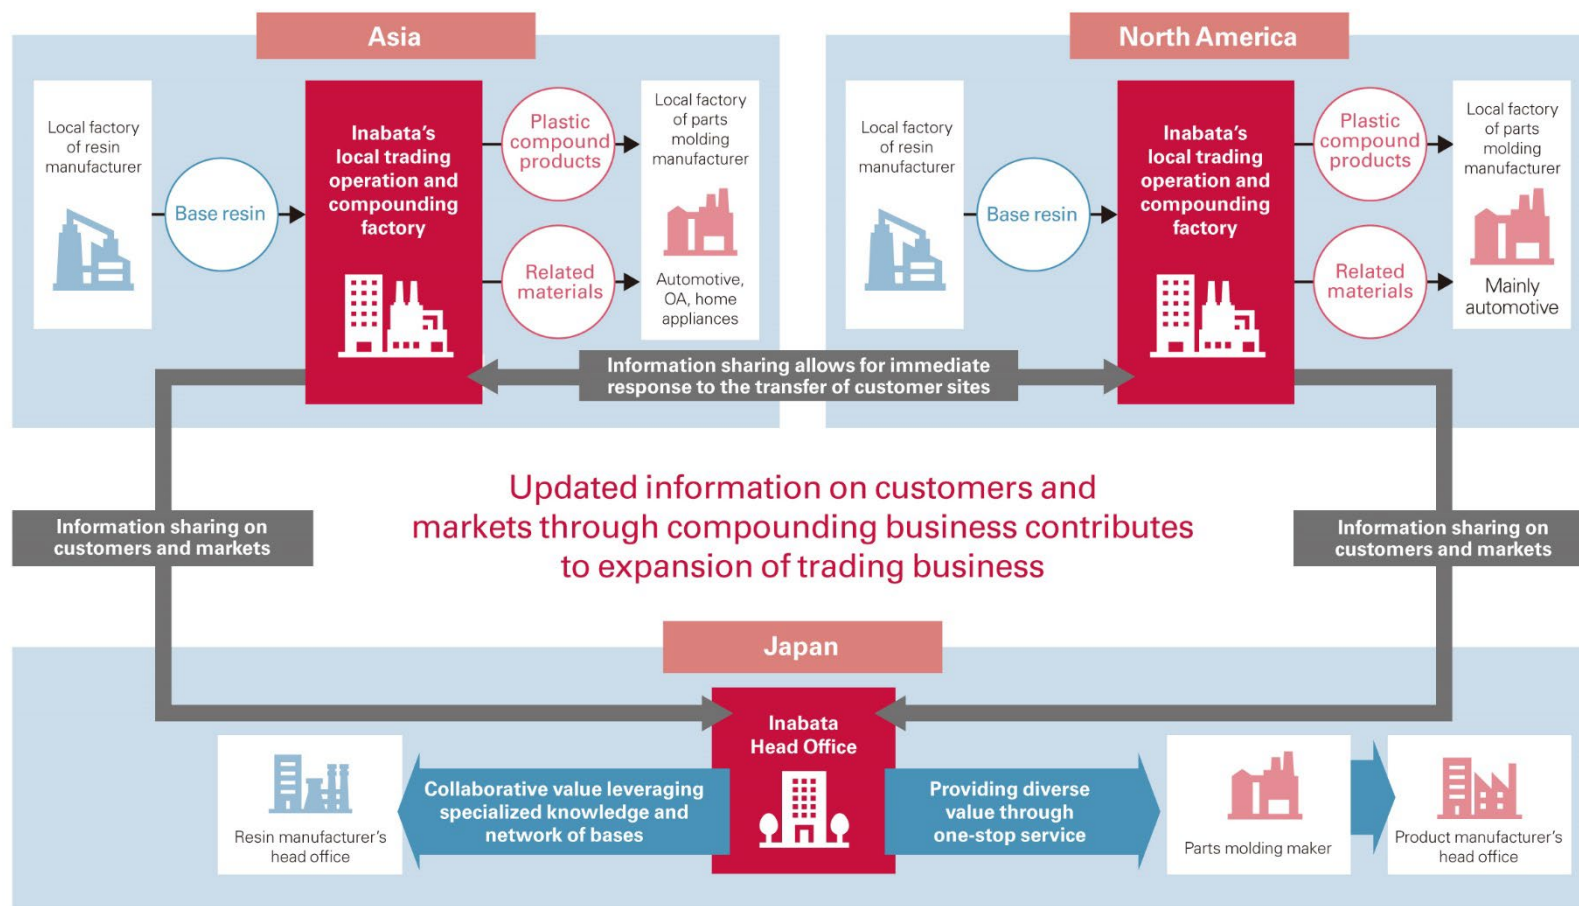 Asia
Local factory
of resin
manufacturer
Base resin
Inabata's
local trading
operation and
compounding
factory
Plastic
compound
products
Related
materials
Local factory
of parts
molding
manufacturer
Automotive,
OA, home
appliances
North America
Local factory
of resin
manufacturer
Base resin
Inabata's
local trading
operation and
compounding
factory
Plastic
compound
products
Related
materials
Local factory
of parts
molding
manufacturer
Mainly
automotive
Information sharing allows for immediate
response to the transfer of customer sites
Information sharing on
customers and markets
Updated information on customers and
markets through compounding business contributes
to expansion of trading business
Information sharing on
customers and markets
Japan
Inabata
Head Office
Resin manufacturer's
head office
Collaborative value leveraging
specialized knowledge and
network of bases
Providing diverse
value through
one-stop service
Parts molding maker
Product manufacturer's
head office